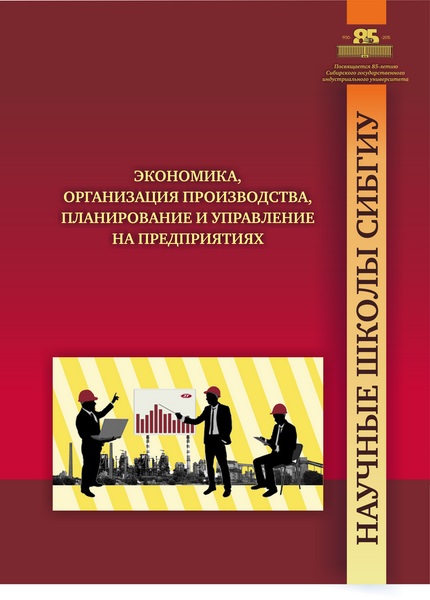 85
Посвящается 85-летию
Сибирского государственного
индустриального университета
ЭКОНОМИКА,
ОРГАНИЗАЦИЯ ПРОИЗВОДСТВА,
ПЛАНИРОВАНИЕ И УПРАВЛЕНИЕ
НА ПРЕДПРИЯТИЯХ
НАУЧНЫЕ ШКОЛЫ СИБГИУ